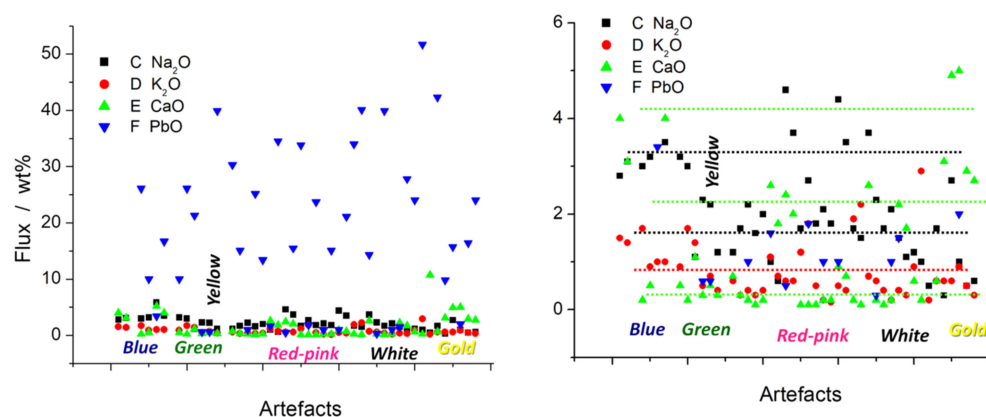 50
40
30
20
10
0
Flux / wt%
C Na₂O
D K₂O
E CaO
F PbO
Yellow
Blue Green Red-pink White Gold
Artefacts
6
4
2
0
C Na₂O
D K₂O
E CaO
F PbO
Yellow
Blue Green Red-pink White Gold
Artefacts